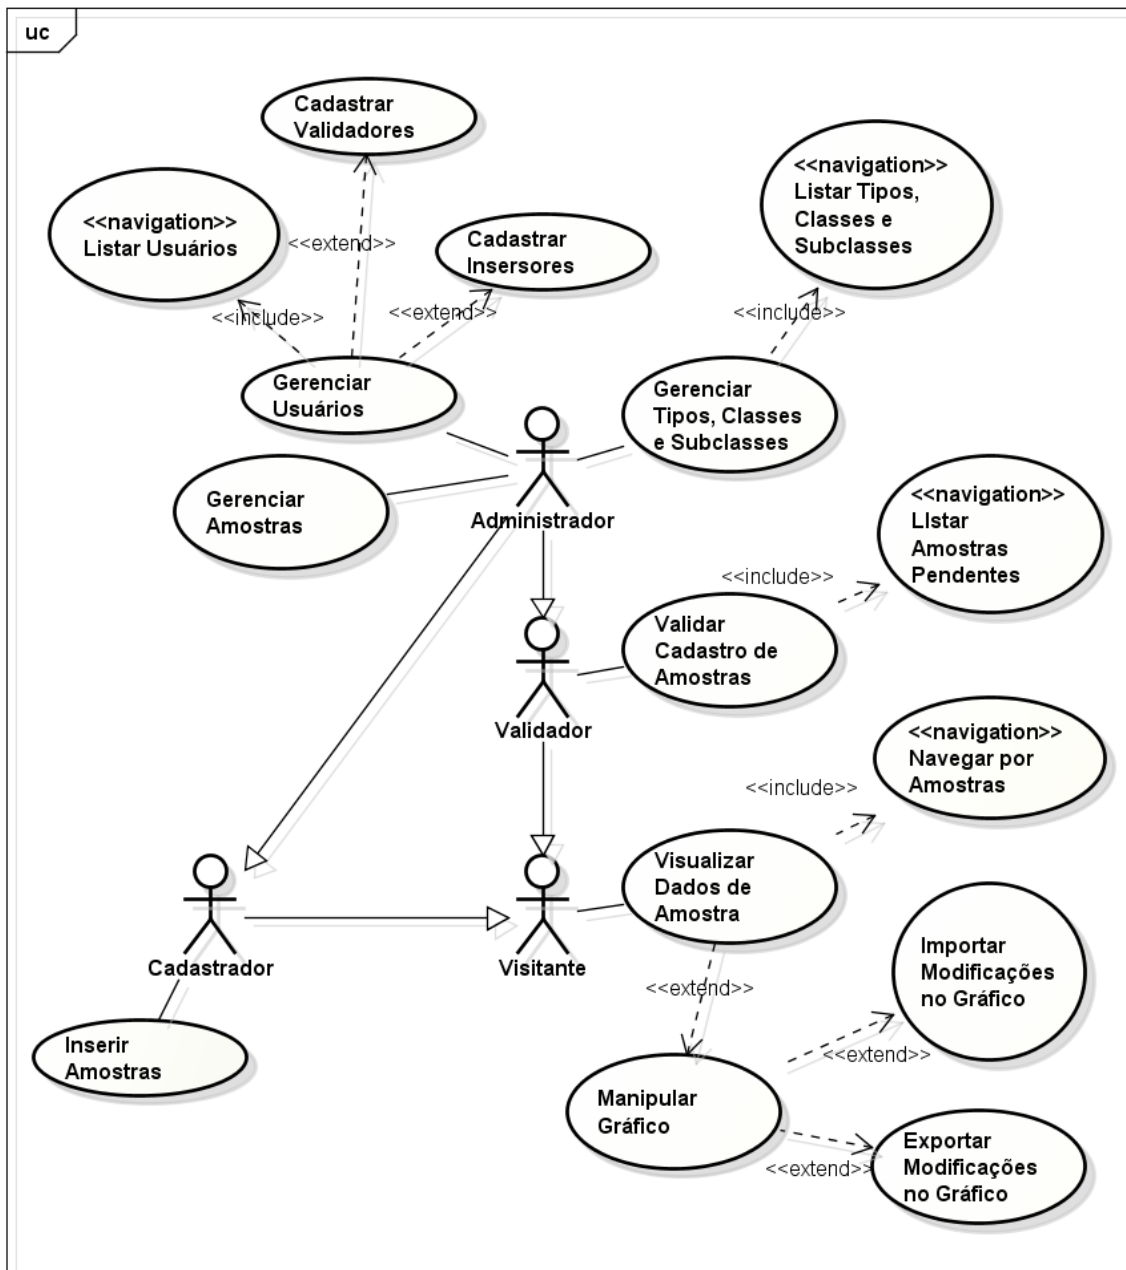 uc
Cadastrar
Validadores
<<navigation>>
Listar Usuários
<<extend>>
Cadastrar
Insersores
<<navigation>>
Listar Tipos,
Classes e
Subclasses
<<include>>
<<extend>>
<<include>>
Gerenciar
Usuários
Gerenciar
Tipos, Classes
e Subclasses
Gerenciar
Amostras
Administrador
<<navigation>>
LIstar
Amostras
Pendentes
<<include>>
Validar
Cadastro de
Amostras
Validador
<<navigation>>
Navegar por
Amostras
<<include>>
Visualizar
Dados de
Amostra
Cadastrador
Visitante
<<extend>>
Importar
Modificações
no Gráfico
<<extend>>
Inserir
Amostras
Manipular
Gráfico
<<extend>>
Exportar
Modificações
no Gráfico